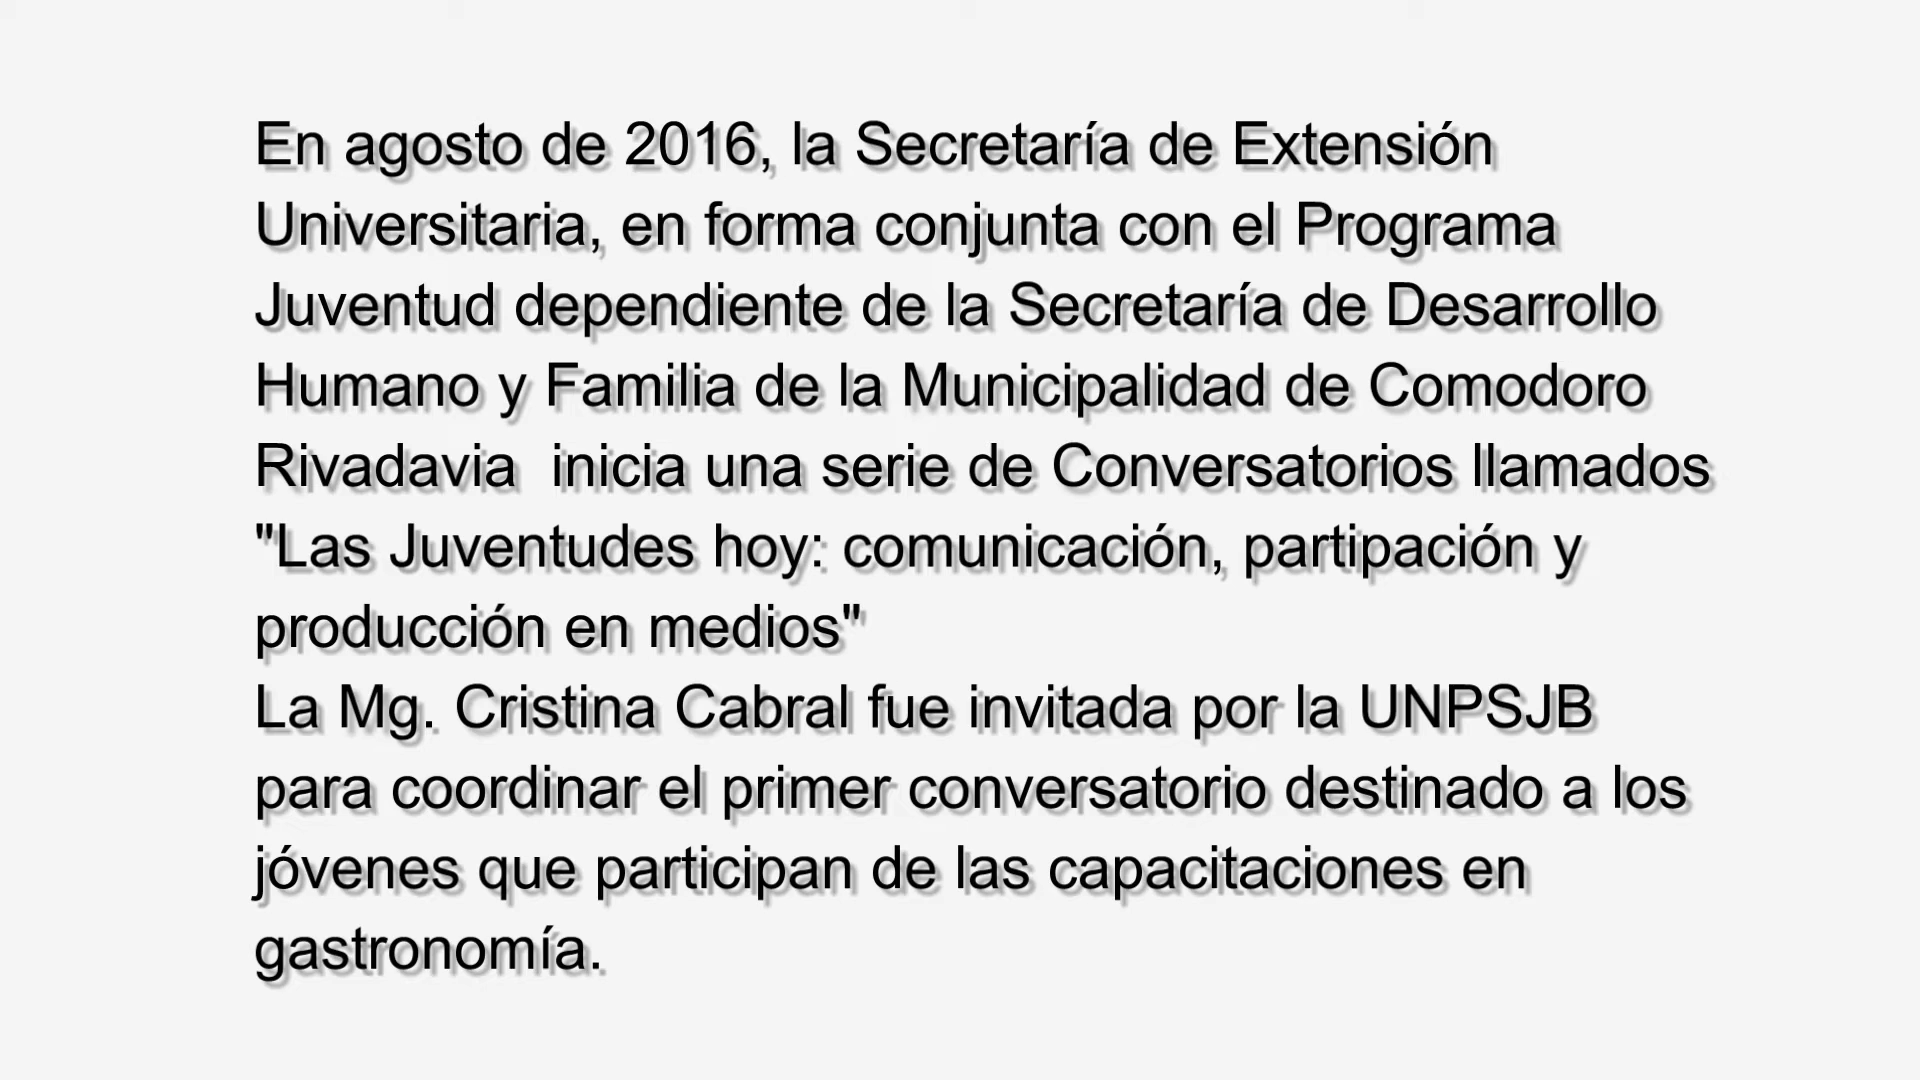 En agosto de 2016, la Secretaría de Extensión
Universitaria, en forma conjunta con el Programa
Juventud dependiente de la Secretaría de Desarrollo
Humano y Familia de la Municipalidad de Comodoro
Rivadavia  inicia una serie de Conversatorios llamados
"Las Juventudes hoy: comunicación, partipación y
producción en medios"
La Mg. Cristina Cabral fue invitada por la UNPSJB
para coordinar el primer conversatorio destinado a los
jóvenes que participan de las capacitaciones en
gastronomía.